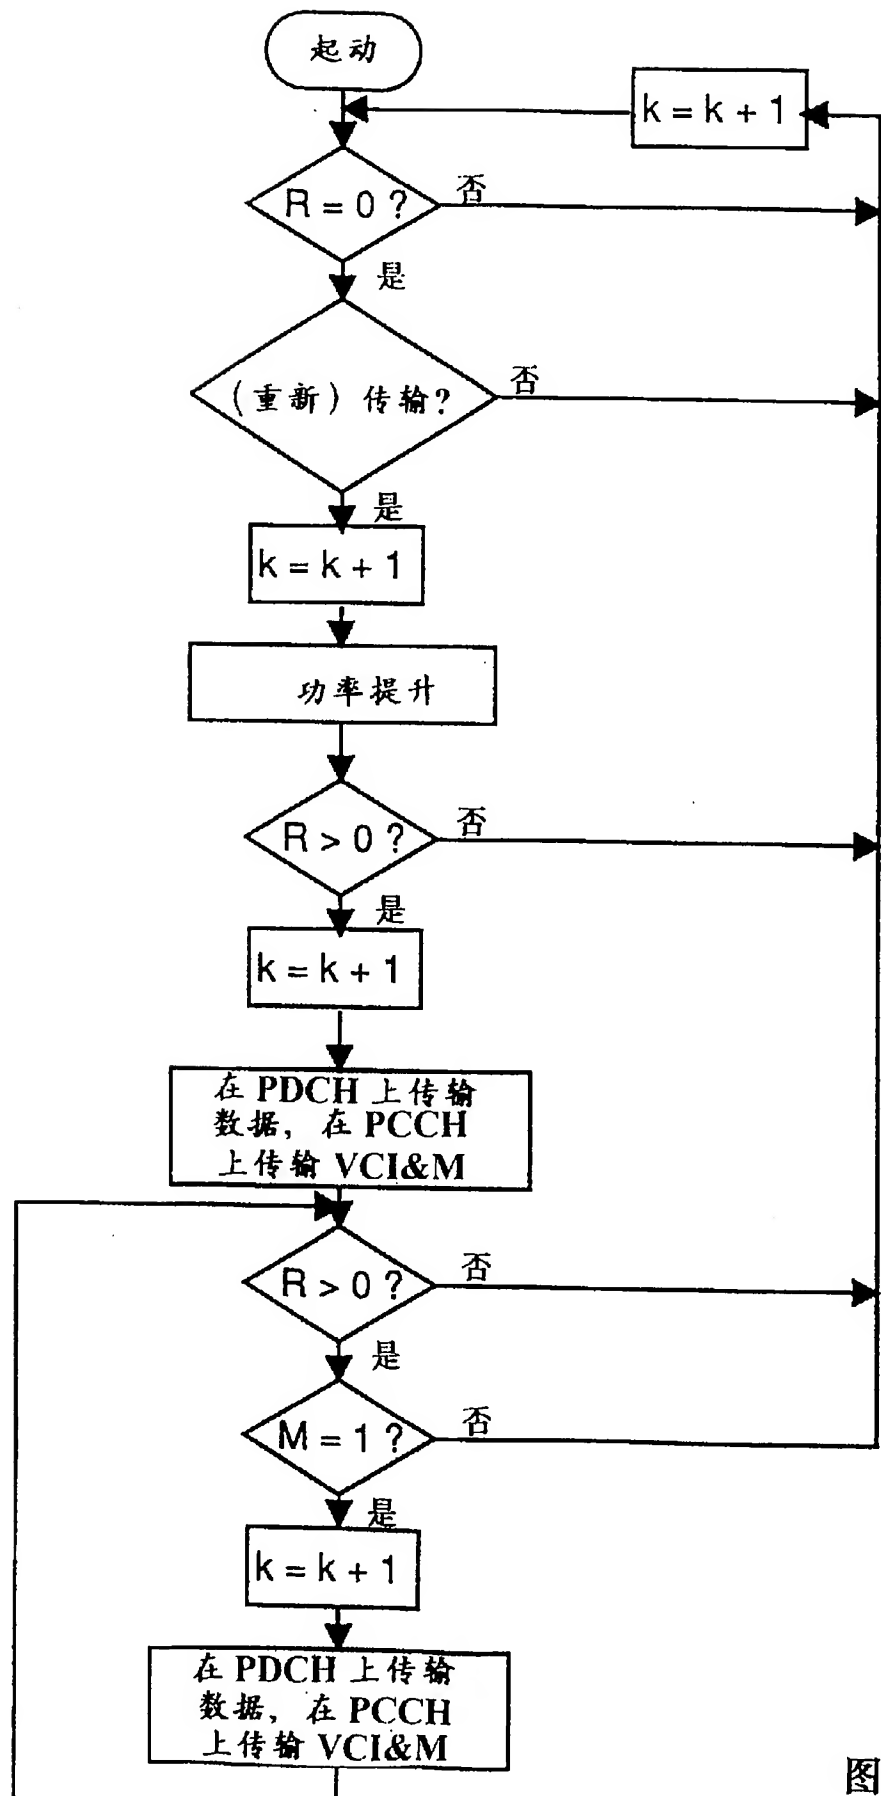 起动
k = k + 1
R = 0 ?
否
是
（重新）传输?
否
是
k = k + 1
功率提升
R > 0 ?
否
是
k = k + 1
在 PDCH 上传输
数据，在 PCCH
上传输 VCI&M
R > 0 ?
否
是
M = 1 ?
否
是
k = k + 1
在 PDCH 上传输
数据，在 PCCH
上传输 VCI&M
图